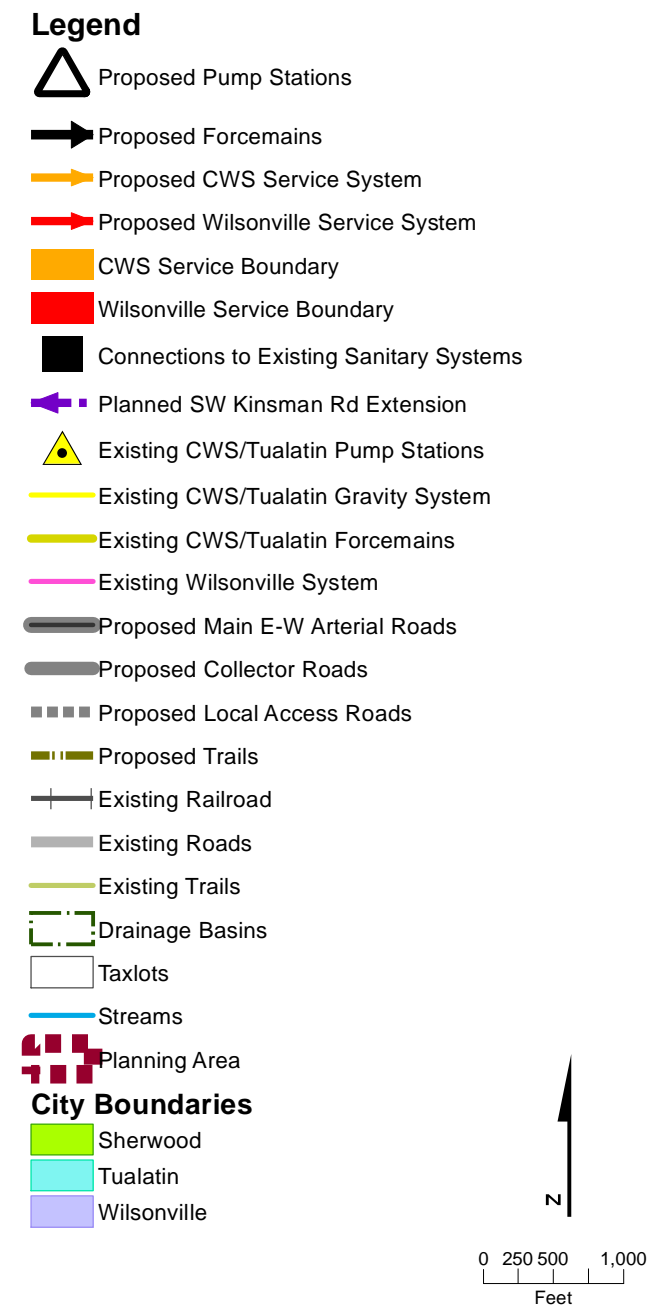 Legend
Proposed Pump Stations
Proposed Forcemains
Proposed CWS Service System
Proposed Wilsonville Service System
CWS Service Boundary
Wilsonville Service Boundary
Connections to Existing Sanitary Systems
Planned SW Kinsman Rd Extension
Existing CWS/Tualatin Pump Stations
Existing CWS/Tualatin Gravity System
Existing CWS/Tualatin Forcemains
Existing Wilsonville System
Proposed Main E-W Arterial Roads
Proposed Collector Roads
Proposed Local Access Roads
Proposed Trails
Existing Railroad
Existing Roads
Existing Trails
Drainage Basins
Taxlots
Streams
Planning Area
City Boundaries
Sherwood
Tualatin
Wilsonville
N
0 250 500 1,000
Feet